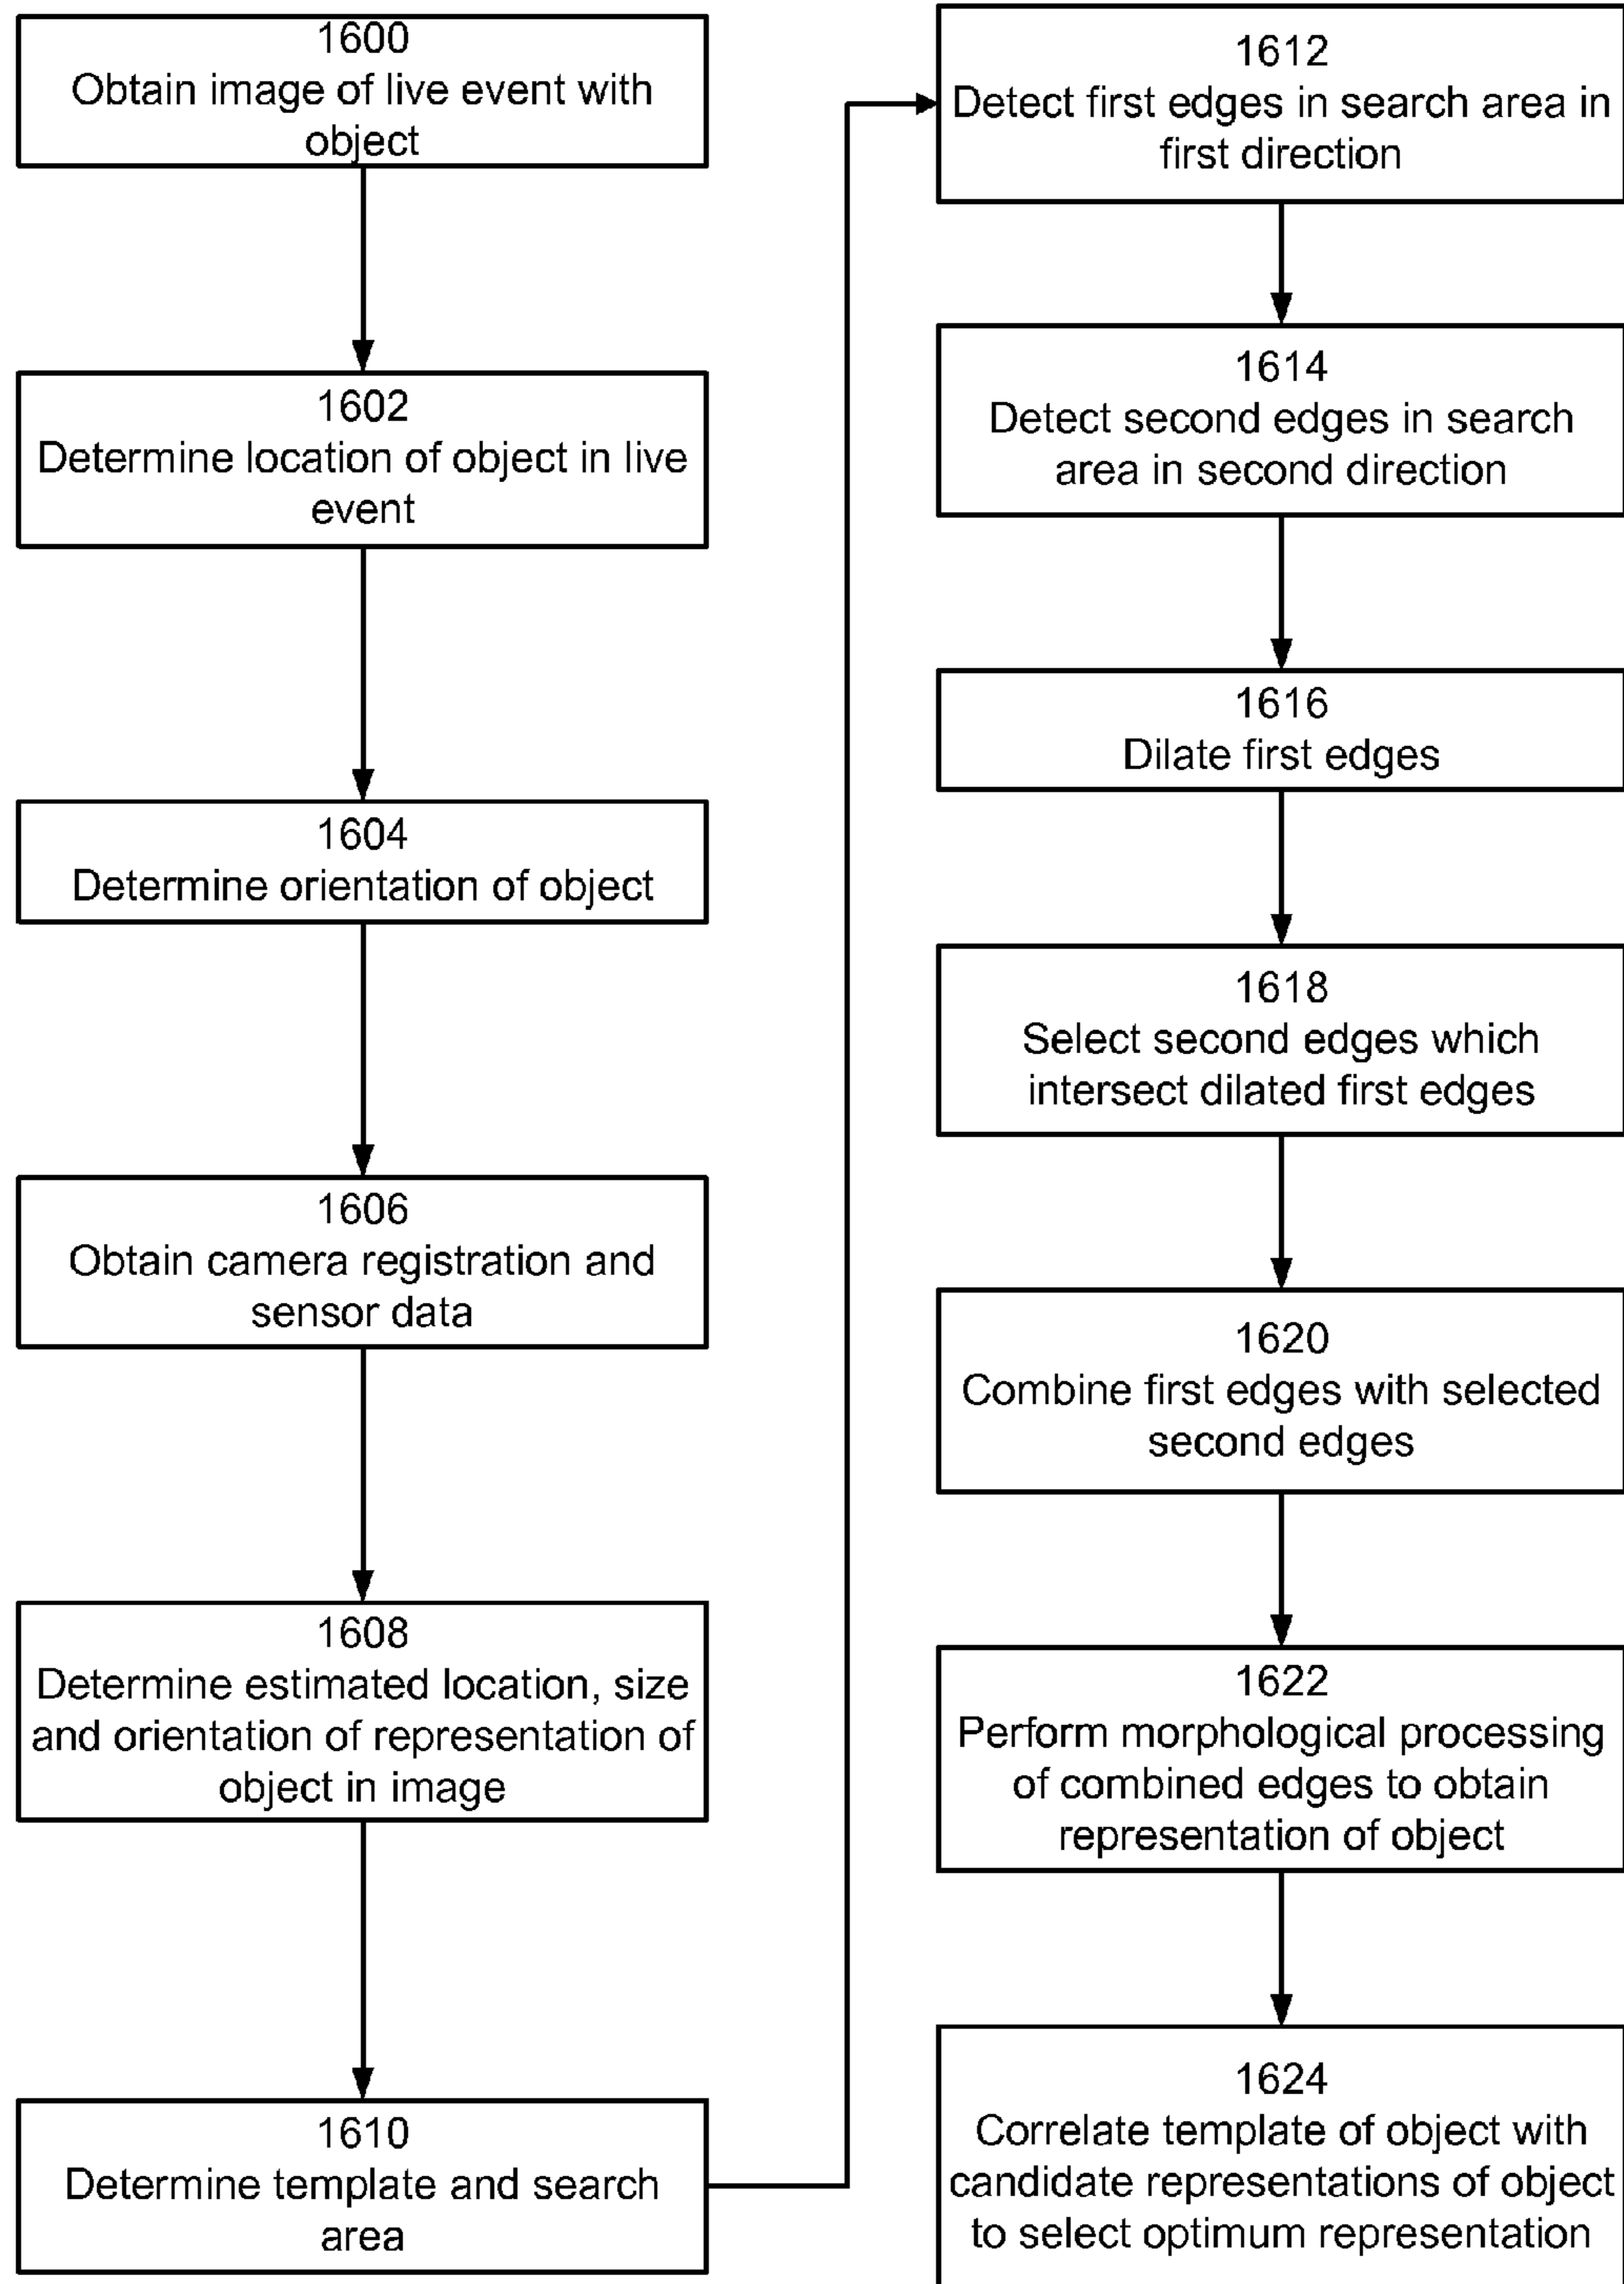 1600
Obtain image of live event with
object
1602
Determine location of object in live
event
1604
Determine orientation of object
1606
Obtain camera registration and
sensor data
1608
Determine estimated location, size
and orientation of representation of
object in image
1610
Determine template and search
area
1612
Detect first edges in search area in
first direction
1614
Detect second edges in search
area in second direction
1616
Dilate first edges
1618
Select second edges which
intersect dilated first edges
1620
Combine first edges with selected
second edges
1622
Perform morphological processing
of combined edges to obtain
representation of object
1624
Correlate template of object with
candidate representations of object
to select optimum representation